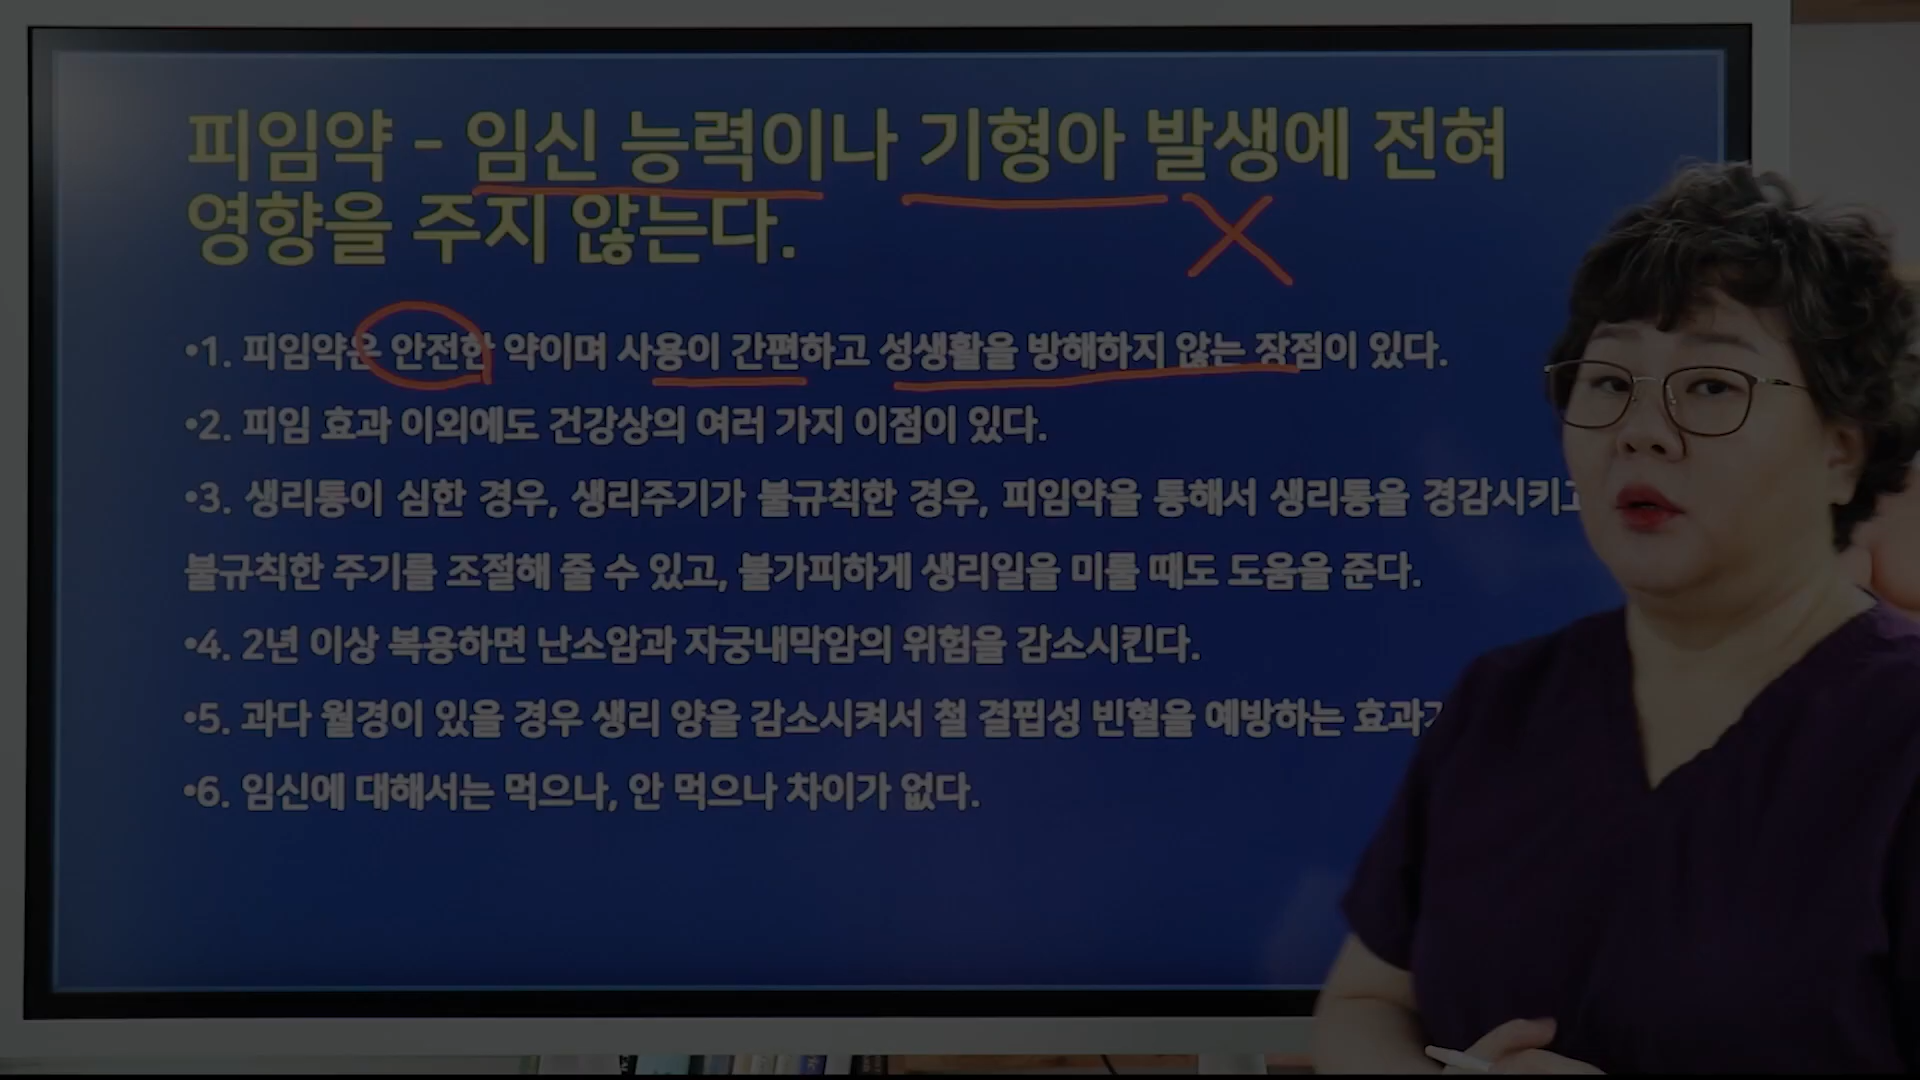 피임약 - 임신 능력이나 기형아 발생에 전혀
영향을 주지 않는다.
•1. 피임약은 안전한 약이며 사용이 간편하고 성생활을 방해하지 않는 장점이 있다.
•2. 피임 효과 이외에도 건강상의 여러 가지 이점이 있다.
•3. 생리통이 심한 경우, 생리주기가 불규칙한 경우, 피임약을 통해서 생리통을 경감시키고
불규칙한 주기를 조절해 줄 수 있고, 불가피하게 생리일을 미룰 때도 도움을 준다.
•4. 2년 이상 복용하면 난소암과 자궁내막암의 위험을 감소시킨다.
•5. 과다 월경이 있을 경우 생리 양을 감소시켜서 철 결핍성 빈혈을 예방하는 효과가
•6. 임신에 대해서는 먹으나, 안 먹으나 차이가 없다.